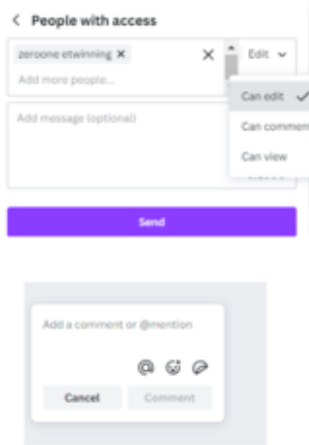 People with access
zeroone etwinning
Edit
Add more people...
Can edit
Add message (optional)
Can comment
Can view
Send
Add a comment or @mention
Cancel
Comment